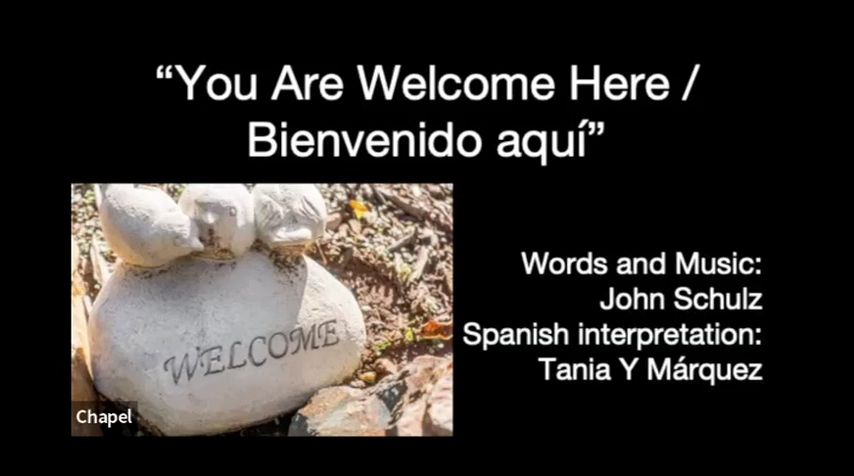 “You Are Welcome Here /
Bienvenido aquí”
WELCOME
Words and Music:
John Schulz
Spanish interpretation:
Tania Y Márquez
Chapel